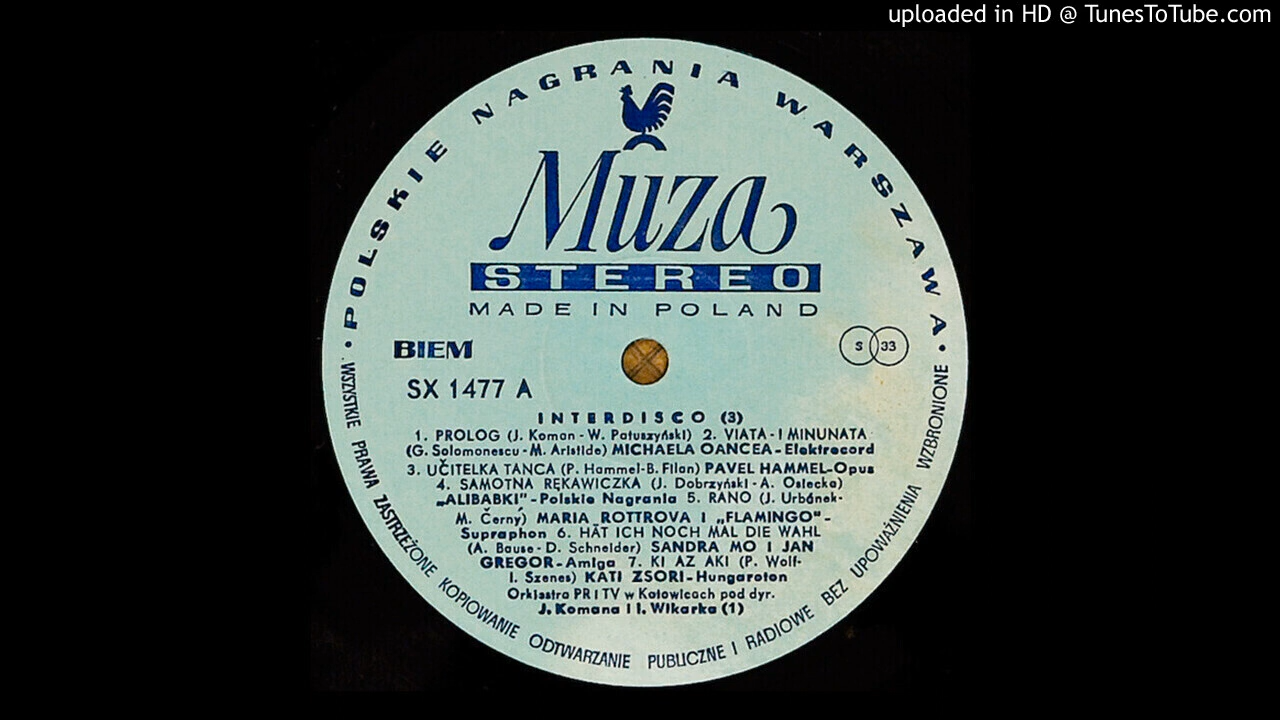 uploaded in HD @ TunesToTube.com
• POLSKIE NAGRANIA WARSZAWA •
Muza
STEREO
MADE IN POLAND
BIEM
S 33
SX 1477 A
INTERDISCO (3)
1. PROLOG (J. Koman - W. Patuszyński) 2. VIATA - I MINUNATA
(G. Solomonescu - M. Aristide) MICHAELA OANCEA - Elektrecord
3. UČITELKA TANCA (P. Hammel-B. Filan) PAVEL HAMMEL-Opus
4. SAMOTNA RĘKAWICZKA (J. Dobrzyński - A. Osiecka)
„ALIBABKI" - Polskie Nagrania 5. RANO (J. Urbánek-
M. Černý) MARIA ROTTROVA I „FLAMINGO" -
Supraphon 6. HÄT ICH NOCH MAL DIE WAHL
(A. Bause - D. Schneider) SANDRA MO I JAN
GREGOR - Amiga 7. KI AZ AKI (P. Wolf-
I. Szenes) KATI ZSORI - Hungaroton
Orkiestra PR i TV w Katowicach pod dyr.
J. Komana i I. Wikarka (1)
WSZYSTKIE PRAWA ZASTRZEŻONE KOPIOWANIE ODTWARZANIE PUBLICZNE I RADIOWE BEZ UPOWAŻNIENIA WZBRONIONE